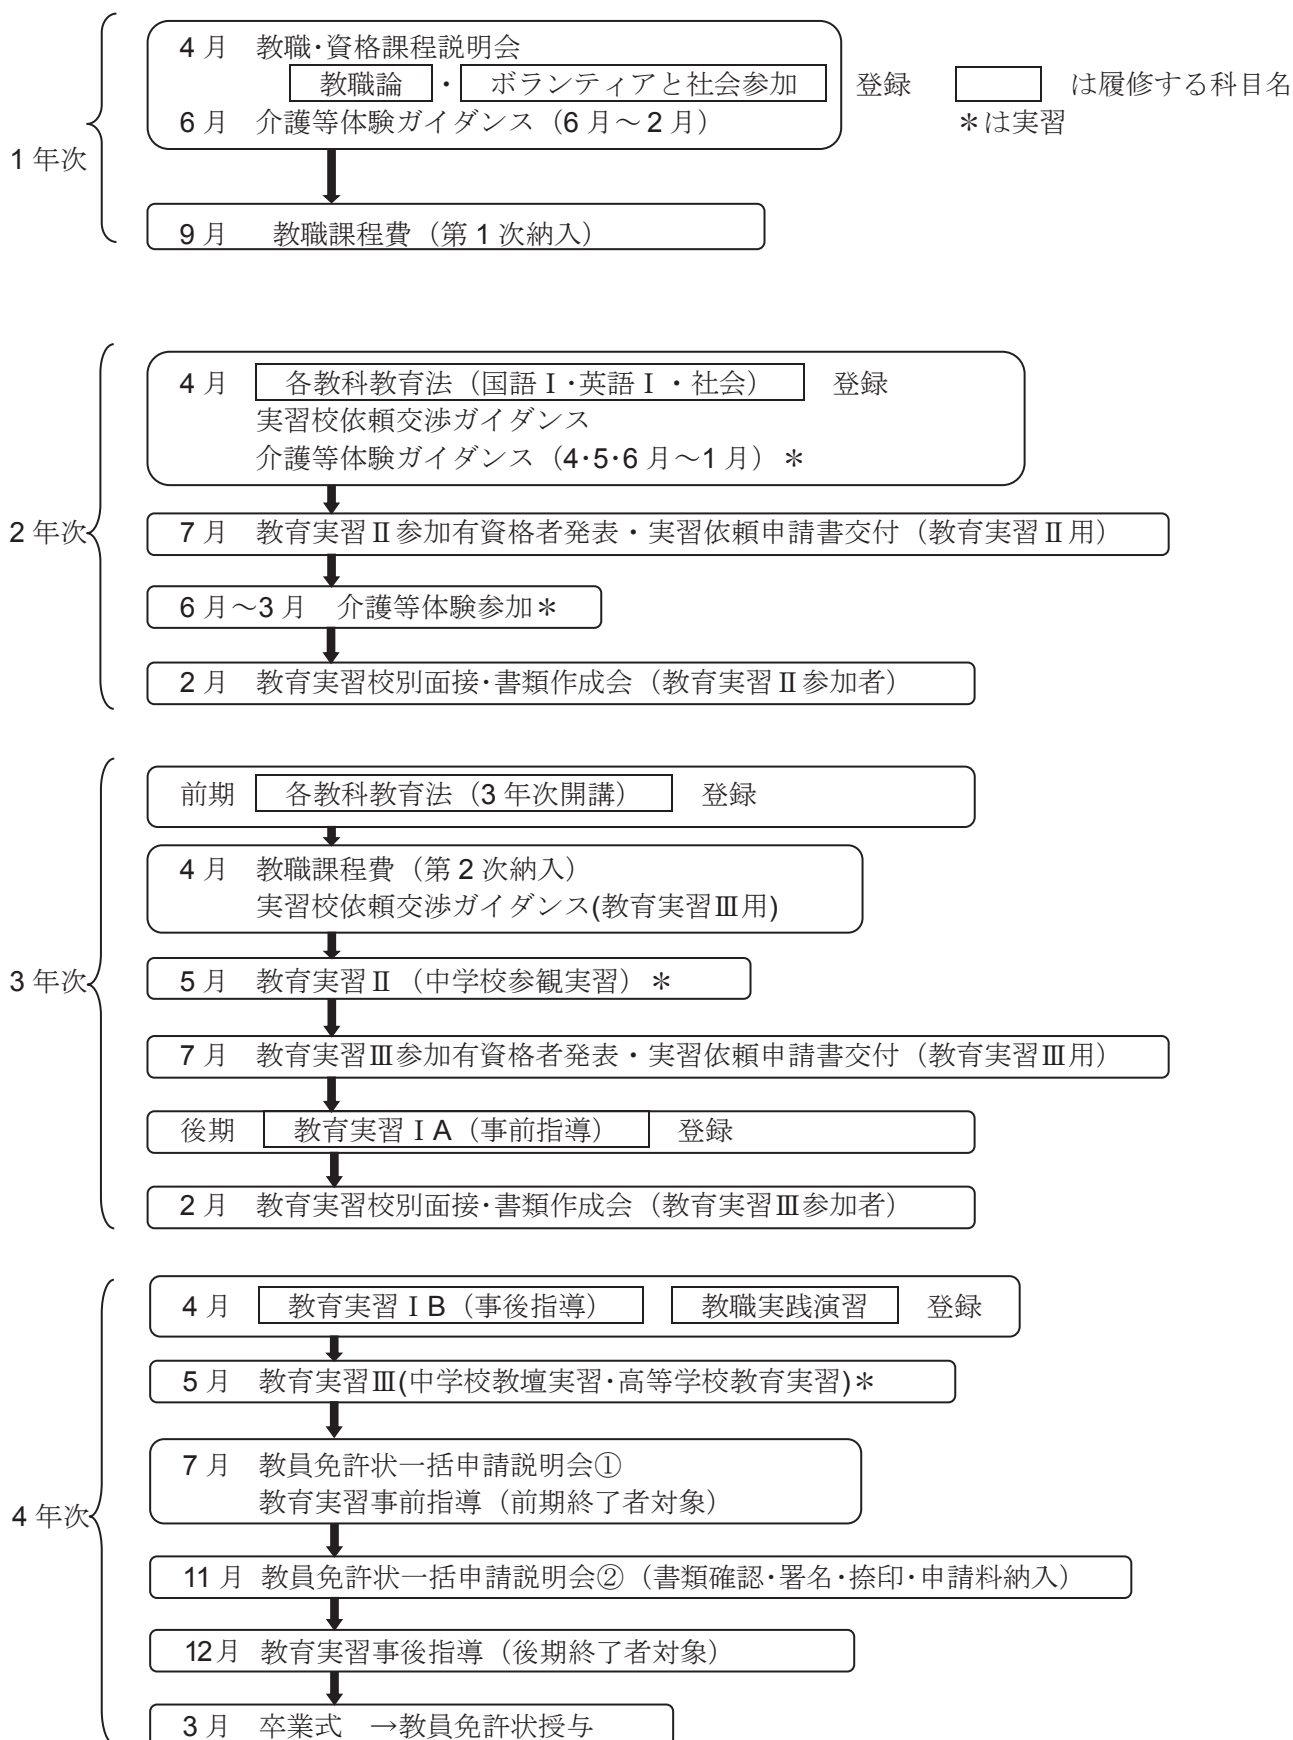 1年次
4月 教職・資格課程説明会
教職論 ・ ボランティアと社会参加 登録
は履修する科目名
6月 介護等体験ガイダンス（6月～2月）
＊は実習
9月 教職課程費（第1次納入）
2年次
4月 各教科教育法（国語Ⅰ・英語Ⅰ・社会） 登録
実習校依頼交渉ガイダンス
介護等体験ガイダンス（4・5・6月～1月）＊
7月 教育実習Ⅱ参加有資格者発表・実習依頼申請書交付（教育実習Ⅱ用）
6月～3月 介護等体験参加＊
2月 教育実習校別面接・書類作成会（教育実習Ⅱ参加者）
3年次
前期 各教科教育法（3年次開講） 登録
4月 教職課程費（第2次納入）
実習校依頼交渉ガイダンス(教育実習Ⅲ用)
5月 教育実習Ⅱ（中学校参観実習）＊
7月 教育実習Ⅲ参加有資格者発表・実習依頼申請書交付（教育実習Ⅲ用）
後期 教育実習ⅠA（事前指導） 登録
2月 教育実習校別面接・書類作成会（教育実習Ⅲ参加者）
4年次
4月 教育実習ⅠB（事後指導） 教職実践演習 登録
5月 教育実習Ⅲ(中学校教壇実習・高等学校教育実習)＊
7月 教員免許状一括申請説明会①
教育実習事前指導（前期終了者対象）
11月 教員免許状一括申請説明会②（書類確認・署名・捺印・申請料納入）
12月 教育実習事後指導（後期終了者対象）
3月 卒業式 →教員免許状授与